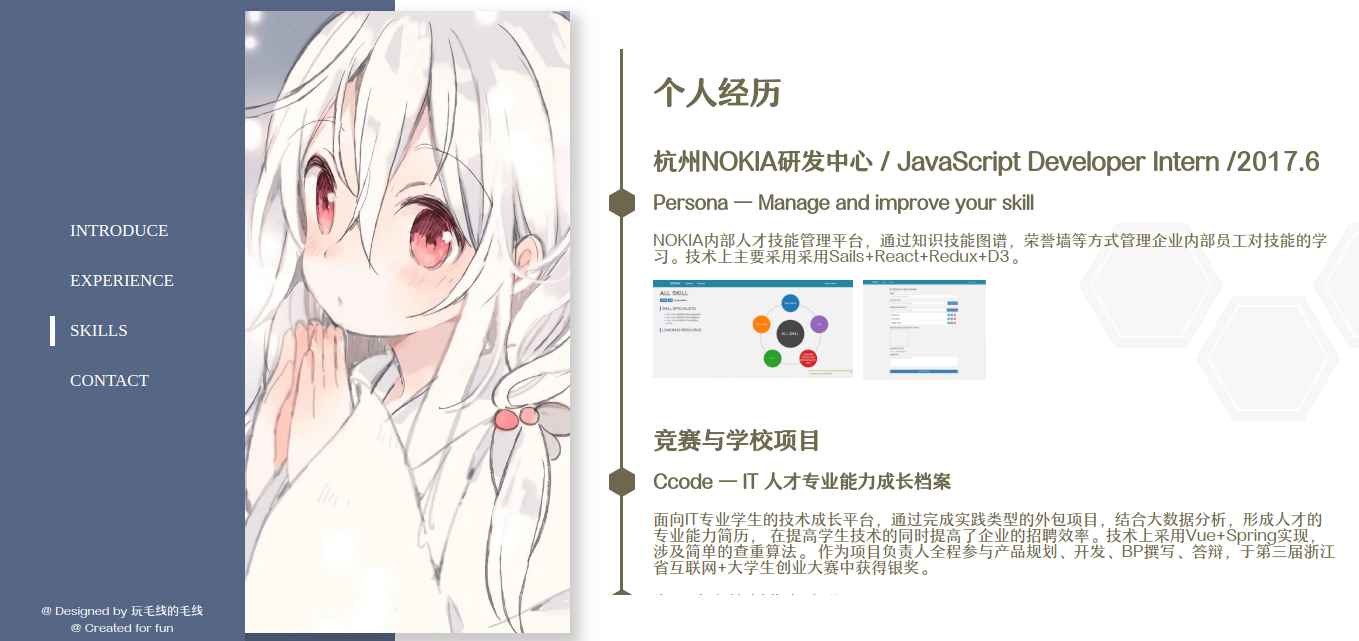 INTRODUCE
EXPERIENCE
SKILLS
CONTACT
@ Designed by 玩毛线的毛线
@ Created for fun
个人经历
杭州NOKIA研发中心 / JavaScript Developer Intern /2017.6
Persona — Manage and improve your skill
NOKIA内部人才技能管理平台，通过知识技能图谱，荣誉墙等方式管理企业内部员工对技能的学
习。技术上主要采用采用Sails+React+Redux+D3。
ALL SKILL
SKILL SPECIALISTS
LEARNING RESOURCE
ALL SKILL
竞赛与学校项目
Ccode — IT 人才专业能力成长档案
面向IT专业学生的技术成长平台，通过完成实践类型的外包项目，结合大数据分析，形成人才的
专业能力简历， 在提高学生技术的同时提高了企业的招聘效率。技术上采用Vue+Spring实现，
涉及简单的查重算法。 作为项目负责人全程参与产品规划、开发、BP撰写、答辩，于第三届浙江
省互联网+大学生创业大赛中获得银奖。